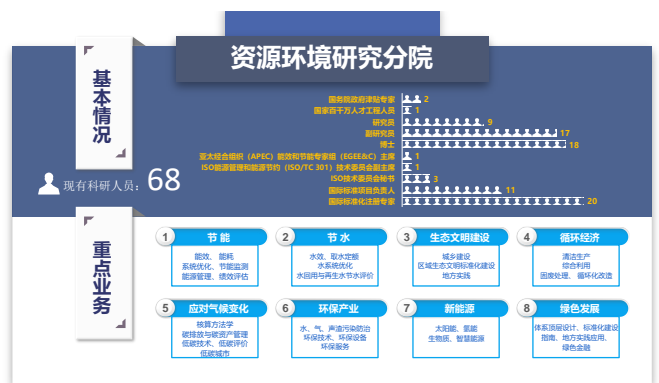 资源环境研究分院
基本情况
国务院政府津贴专家 2
国家百千万人才工程人员 1
研究员 9
副研究员 17
博士 18
亚太经合组织（APEC）能效和节能专家组（EGEE&C）主席 1
ISO能源管理和能源节约（ISO/TC 301）技术委员会副主席 1
ISO技术委员会秘书 3
国际标准项目负责人 11
国际标准化注册专家 20
现有科研人员：68
重点业务
1 节 能
能效、能耗
系统优化、节能监测
能源管理、绩效评估
2 节 水
水效、取水定额
水系统优化
水回用与再生水节水评价
3 生态文明建设
城乡建设
区域生态文明标准化建设
地方实践
4 循环经济
清洁生产
综合利用
固废处理、循环化改造
5 应对气候变化
核算方法学
碳排放与碳资产管理
低碳技术、低碳评价
低碳城市
6 环保产业
水、气、声渣污染防治
环保技术、环保设备
环保服务
7 新能源
太阳能、氢能
生物质、智慧能源
8 绿色发展
体系顶层设计、标准化建设
指南、地方实践应用、
绿色金融